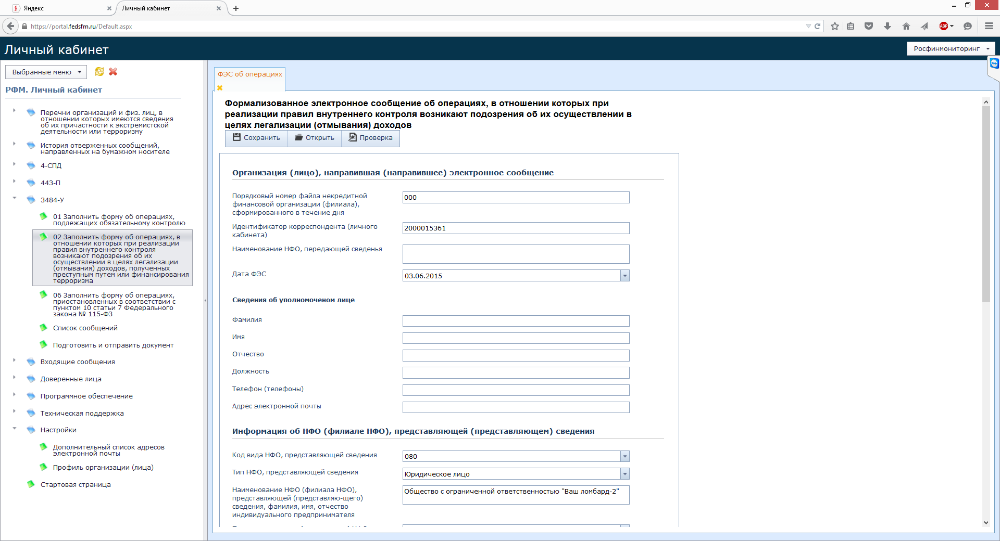 Яндекс
Личный кабинет
https://portal.fedsfm.ru/Default.aspx
ABP
Личный кабинет
Росфинмониторинг
Выбранные меню
РФМ. Личный кабинет
Перечни организаций и физ. лиц, в
отношении которых имеются сведения
об их причастности к экстремистской
деятельности или терроризму
История отверженных сообщений,
направленных на бумажном носителе
4-СПД
443-П
3484-У
01 Заполнить форму об операциях,
подлежащих обязательному контролю
02 Заполнить форму об операциях, в
отношении которых при реализации
правил внутреннего контроля
возникают подозрения об их
осуществлении в целях легализации
(отмывания) доходов, полученных
преступным путем или финансирования
терроризма
06 Заполнить форму об операциях,
приостановленных в соответствии с
пунктом 10 статьи 7 Федерального
закона № 115-ФЗ
Список сообщений
Подготовить и отправить документ
Входящие сообщения
Доверенные лица
Программное обеспечение
Техническая поддержка
Настройки
Дополнительный список адресов
электронной почты
Профиль организации (лица)
Стартовая страница
ФЭС об операциях
Формализованное электронное сообщение об операциях, в отношении которых при
реализации правил внутреннего контроля возникают подозрения об их осуществлении в
целях легализации (отмывания) доходов
Сохранить
Открыть
Проверка
Организация (лицо), направившая (направившее) электронное сообщение
Порядковый номер файла некредитной
финансовой организации (филиала),
сформированного в течение дня
000
Идентификатор корреспондента (личного
кабинета)
2000015361
Наименование НФО, передающей сведенья
Дата ФЭС
03.06.2015
Сведения об уполномоченом лице
Фамилия
Имя
Отчество
Должность
Телефон (телефоны)
Адрес электронной почты
Информация об НФО (филиале НФО), представляющей (представляющем) сведения
Код вида НФО, представляющей сведения
080
Тип НФО, представляющей сведения
Юридическое лицо
Наименование НФО (филиала НФО),
представляющей (представляю-щего)
сведения, фамилия, имя, отчество
индивидуального предпринимателя
Общество с ограниченной ответственностью "Ваш ломбард-2"